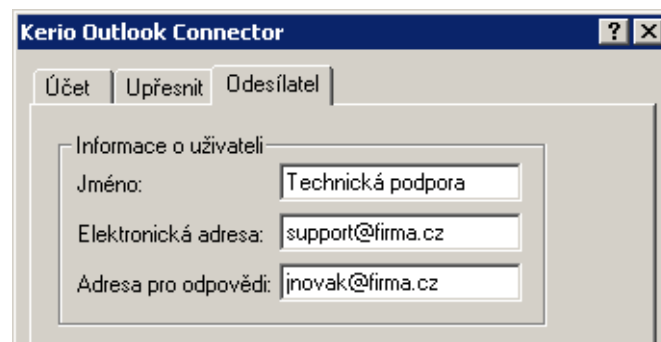 Kerio Outlook Connector
Účet Upřesnit Odesílatel
Informace o uživateli
Jméno: Technická podpora
Elektronická adresa: support@firma.cz
Adresa pro odpovědi: jnovak@firma.cz